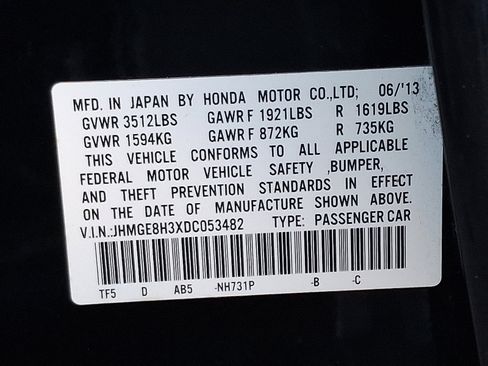 MFD. IN JAPAN BY HONDA MOTOR CO.,LTD; 06/'13
GVWR 3512LBS GAWR F 1921LBS R 1619LBS
GVWR 1594KG GAWR F 872KG R 735KG
THIS VEHICLE CONFORMS TO ALL APPLICABLE
FEDERAL MOTOR VEHICLE SAFETY ,BUMPER,
AND THEFT PREVENTION STANDARDS IN EFFECT
ON THE DATE OF MANUFACTURE SHOWN ABOVE.
V.I.N.:JHMGE8H3XDC053482 TYPE: PASSENGER CAR
TF5 D AB5 -NH731P -B -C